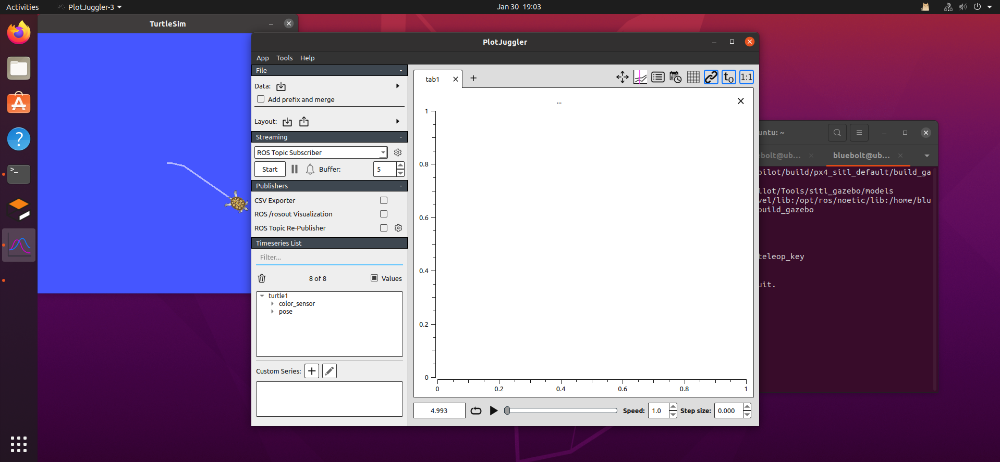 Activities
PlotJuggler-3
Jan 30 19:03
TurtleSim
PlotJuggler
App Tools Help
File -
Data:
Add prefix and merge
Layout:
Streaming -
ROS Topic Subscriber
Start Buffer: 5
Publishers -
CSV Exporter
ROS /rosout Visualization
ROS Topic Re-Publisher
Timeseries List
Filter...
8 of 8 Values
turtle1
color_sensor
pose
Custom Series:
tab1
t0 1:1
...
1
0.8
0.6
0.4
0.2
0
0 0.2 0.4 0.6 0.8 1
4.993 Speed: 1.0 Step size: 0.000
untu: ~
ebolt@ub... bluebolt@ub...
pilot/build/px4_sitl_default/build_ga
ilot/Tools/sitl_gazebo/models
vel/lib:/opt/ros/noetic/lib:/home/blu
build_gazebo
teleop_key
uit.